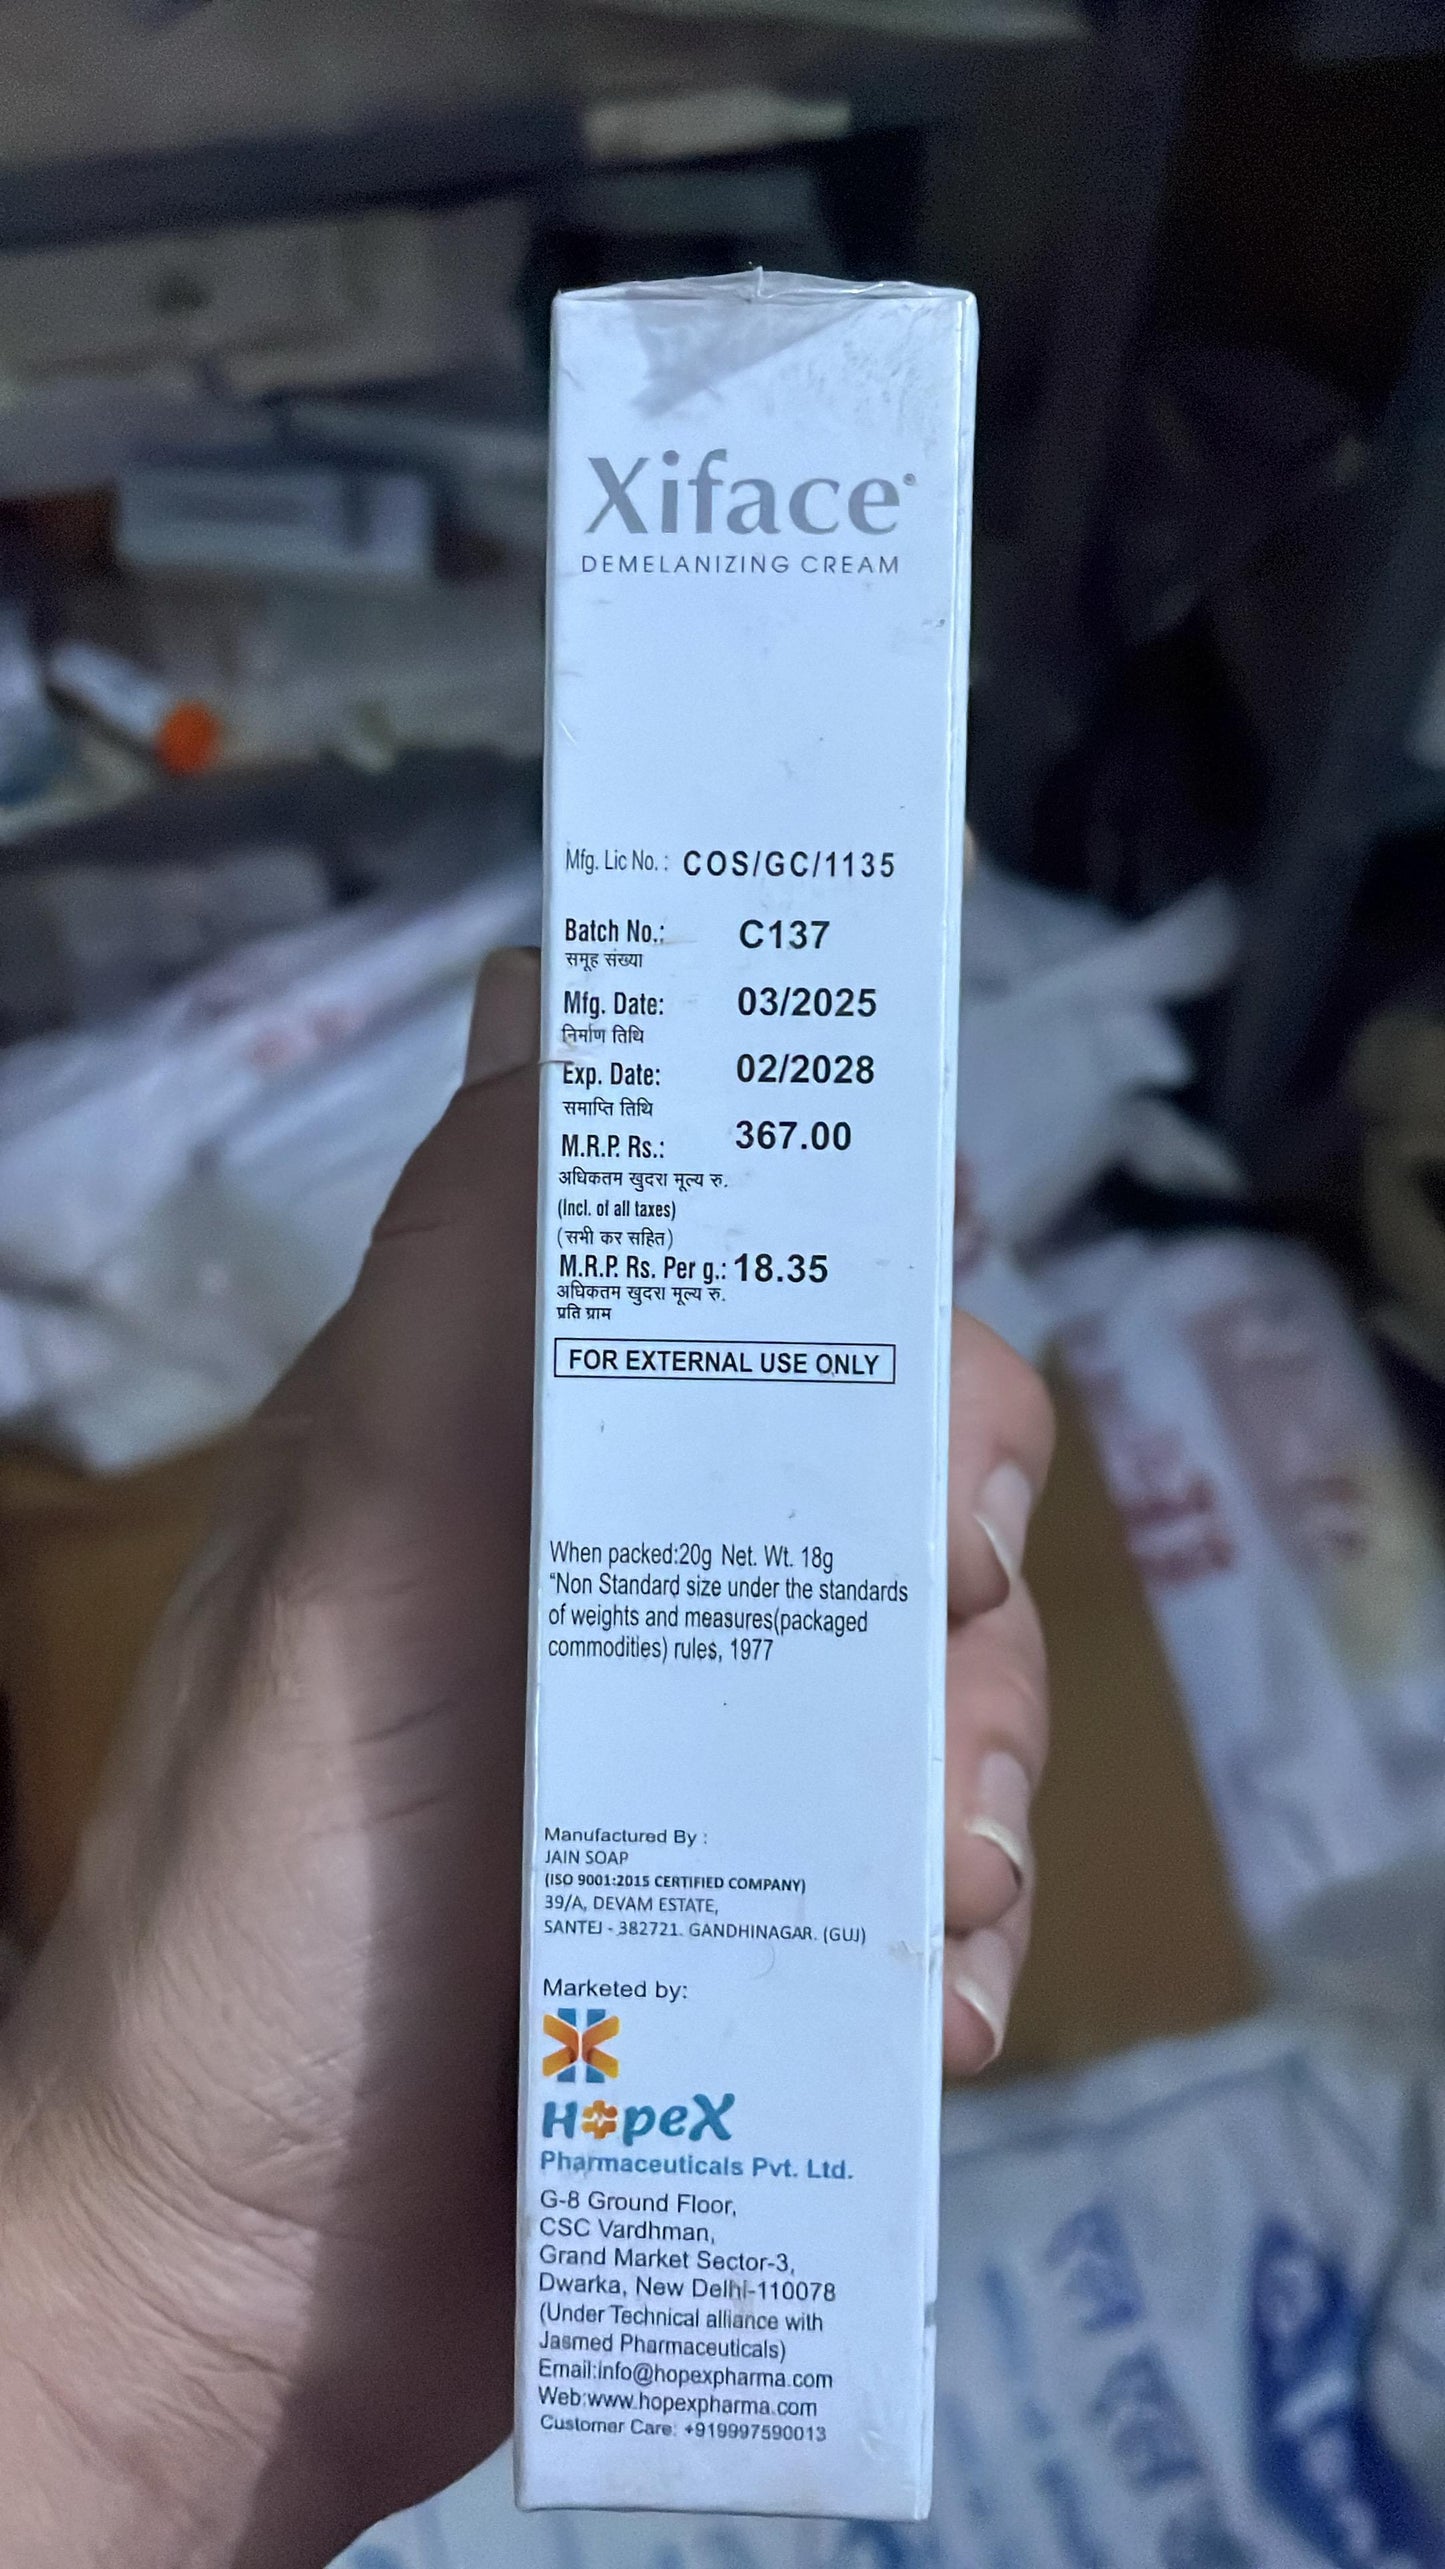 Xiface
DEMELANIZING CREAM
Mfg. Lic No.: COS/GC/1135
Batch No.: C137
समूह संख्या
Mfg. Date: 03/2025
निर्माण तिथि
Exp. Date: 02/2028
समाप्ति तिथि
M.R.P. Rs.: 367.00
अधिकतम खुदरा मूल्य रु.
(Incl. of all taxes)
(सभी कर सहित)
M.R.P. Rs. Per g.: 18.35
अधिकतम खुदरा मूल्य रु.
प्रति ग्राम
FOR EXTERNAL USE ONLY
When packed:20g Net. Wt. 18g
“Non Standard size under the standards
of weights and measures(packaged
commodities) rules, 1977
Manufactured By :
JAIN SOAP
(ISO 9001:2015 CERTIFIED COMPANY)
39/A, DEVAM ESTATE,
SANTEJ - 382721. GANDHINAGAR. (GUJ)
Marketed by:
HopeX
Pharmaceuticals Pvt. Ltd.
G-8 Ground Floor,
CSC Vardhman,
Grand Market Sector-3,
Dwarka, New Delhi-110078
(Under Technical alliance with
Jasmed Pharmaceuticals)
Email:info@hopexpharma.com
Web:www.hopexpharma.com
Customer Care: +919997590013